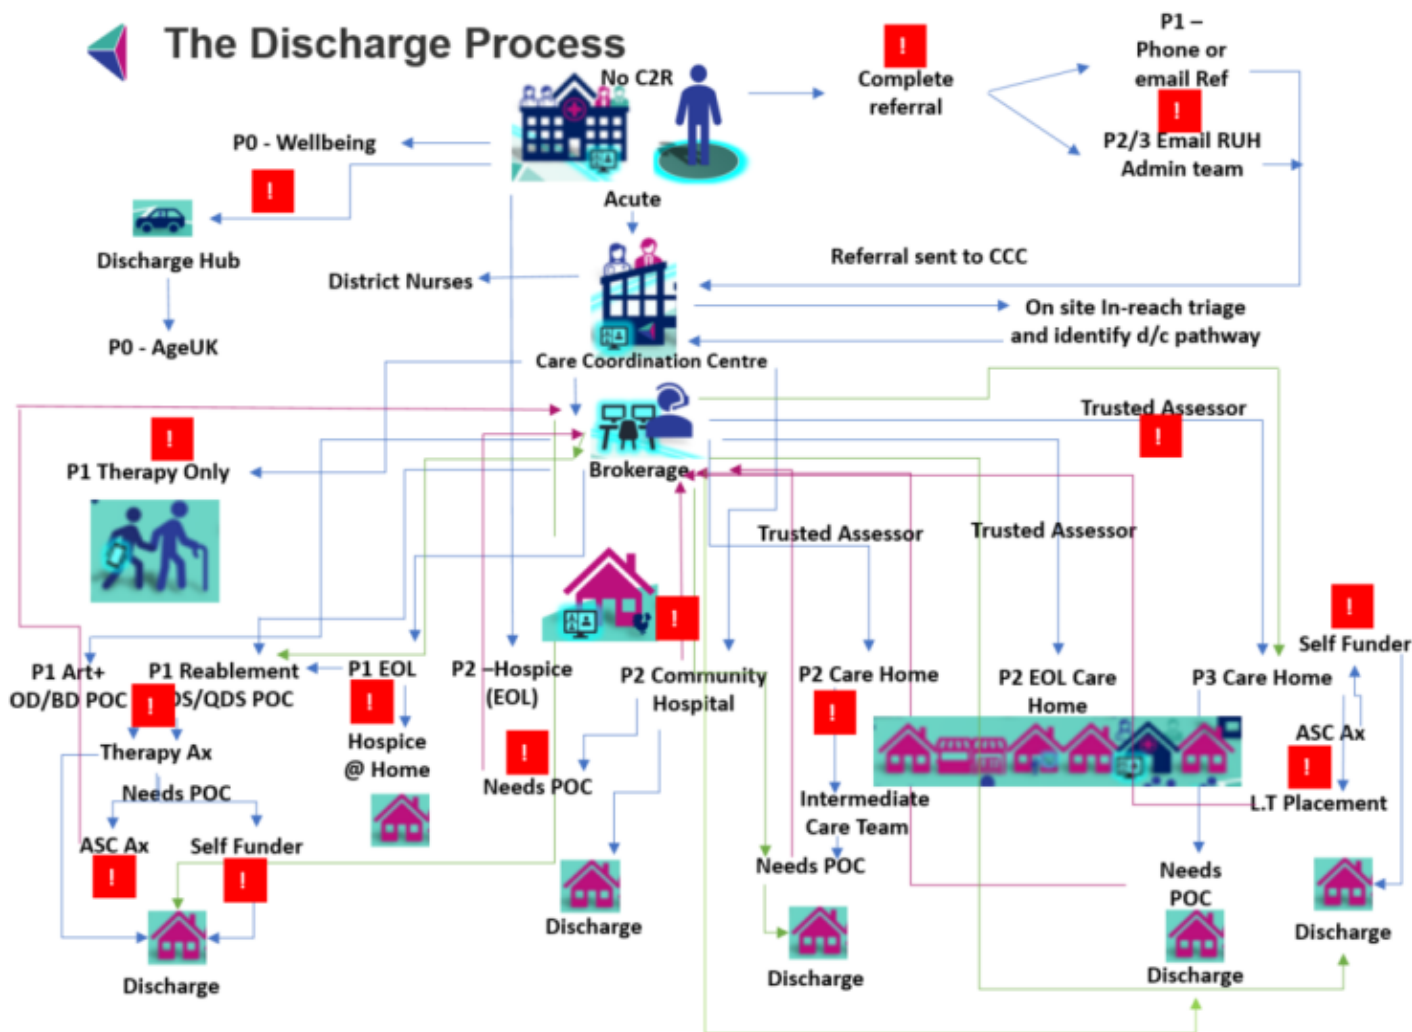 The Discharge Process
No C2R
!
Complete
referral
P1 –
Phone or
email Ref
!
P2/3 Email RUH
Admin team
P0 - Wellbeing
!
Acute
Discharge Hub
District Nurses
Referral sent to CCC
On site In-reach triage
and identify d/c pathway
P0 - AgeUK
Care Coordination Centre
Trusted Assessor
!
!
P1 Therapy Only
Brokerage
Trusted Assessor
Trusted Assessor
!
!
Self Funder
P1 Art+
OD/BD POC
P1 Reablement
DS/QDS POC
!
P1 EOL
!
P2 –Hospice
(EOL)
P2 Community
Hospital
P2 Care Home
!
P2 EOL Care
Home
P3 Care Home
Therapy Ax
Hospice
@ Home
!
Needs POC
ASC Ax
!
L.T Placement
Needs POC
Intermediate
Care Team
ASC Ax
!
Self Funder
!
Needs POC
Needs
POC
Discharge
Discharge
Discharge
Discharge
Discharge